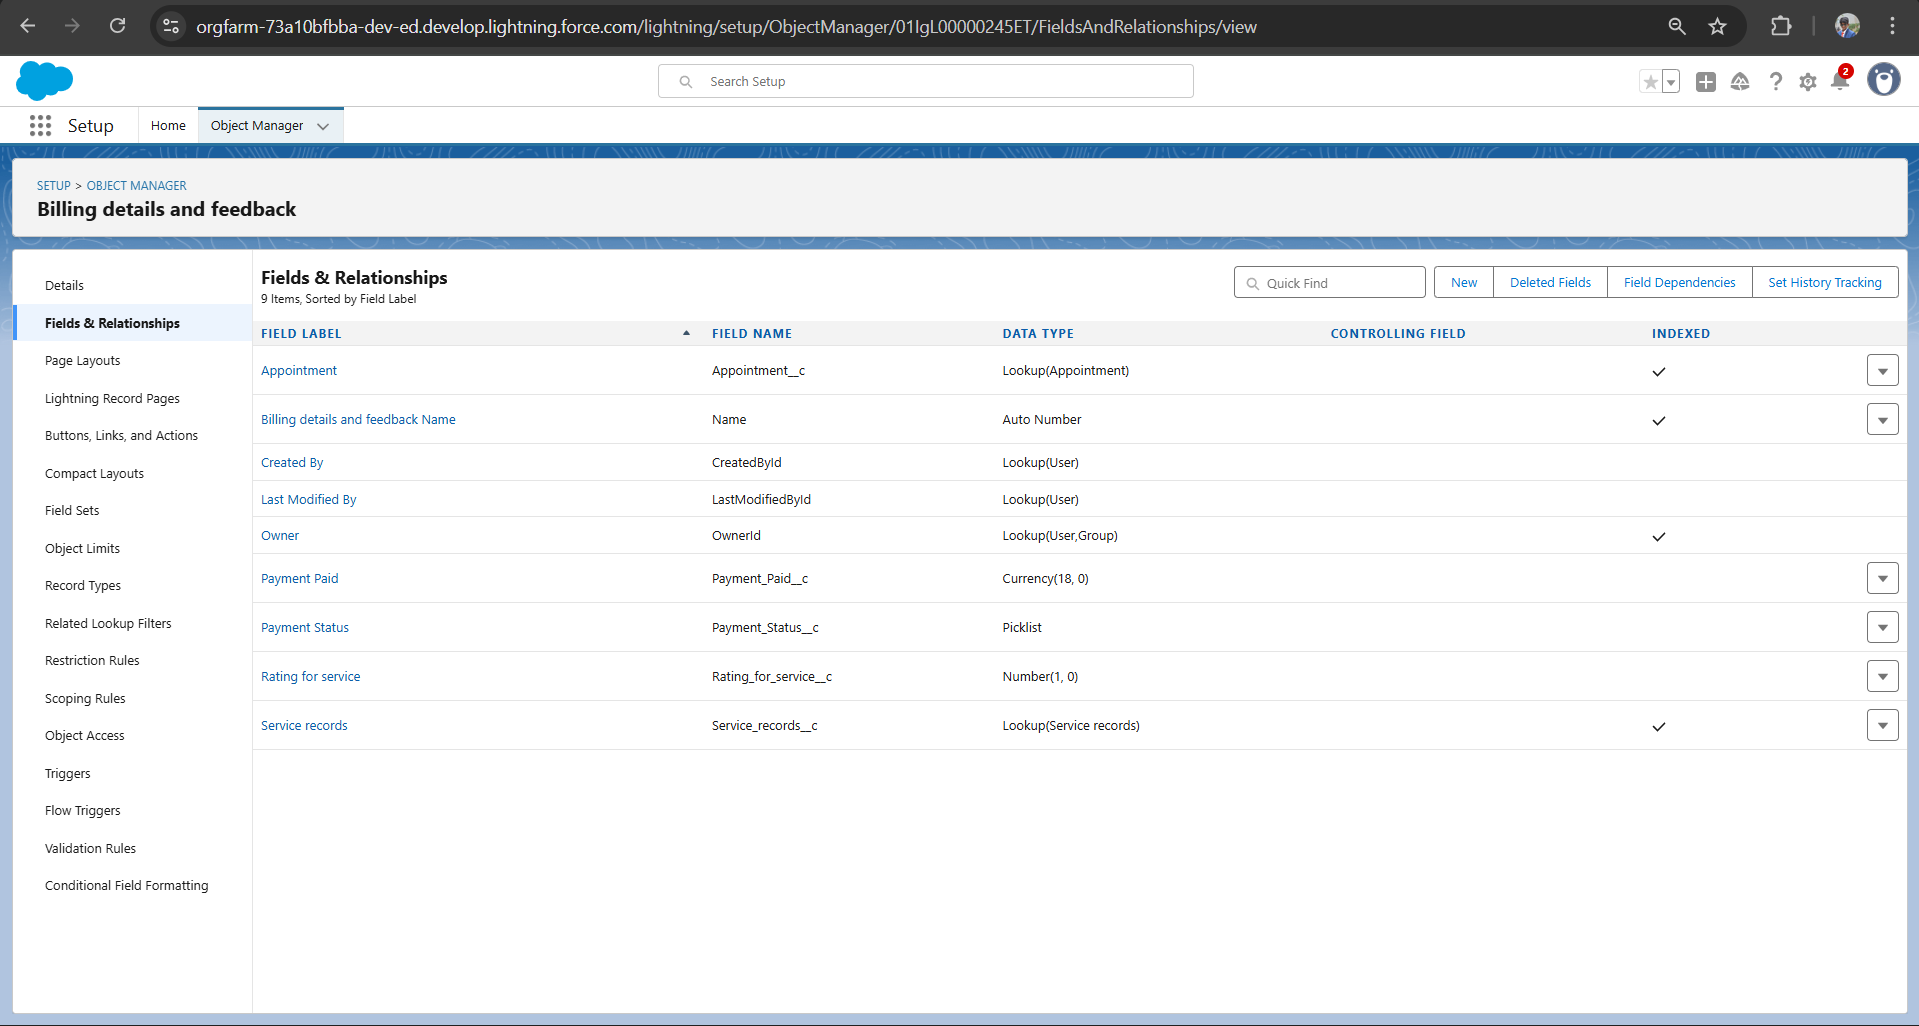 orgfarm-73a10bfbba-dev-ed.develop.lightning.force.com/lightning/setup/ObjectManager/01IgL00000245ET/FieldsAndRelationships/view
Search Setup
2
Setup
Home
Object Manager
SETUP > OBJECT MANAGER
Billing details and feedback
Details
Fields & Relationships
Page Layouts
Lightning Record Pages
Buttons, Links, and Actions
Compact Layouts
Field Sets
Object Limits
Record Types
Related Lookup Filters
Restriction Rules
Scoping Rules
Object Access
Triggers
Flow Triggers
Validation Rules
Conditional Field Formatting
Fields & Relationships
9 Items, Sorted by Field Label
Quick Find
New
Deleted Fields
Field Dependencies
Set History Tracking
FIELD LABEL FIELD NAME DATA TYPE CONTROLLING FIELD INDEXED
Appointment Appointment__c Lookup(Appointment)
Billing details and feedback Name Name Auto Number
Created By CreatedById Lookup(User)
Last Modified By LastModifiedById Lookup(User)
Owner OwnerId Lookup(User,Group)
Payment Paid Payment_Paid__c Currency(18, 0)
Payment Status Payment_Status__c Picklist
Rating for service Rating_for_service__c Number(1, 0)
Service records Service_records__c Lookup(Service records)